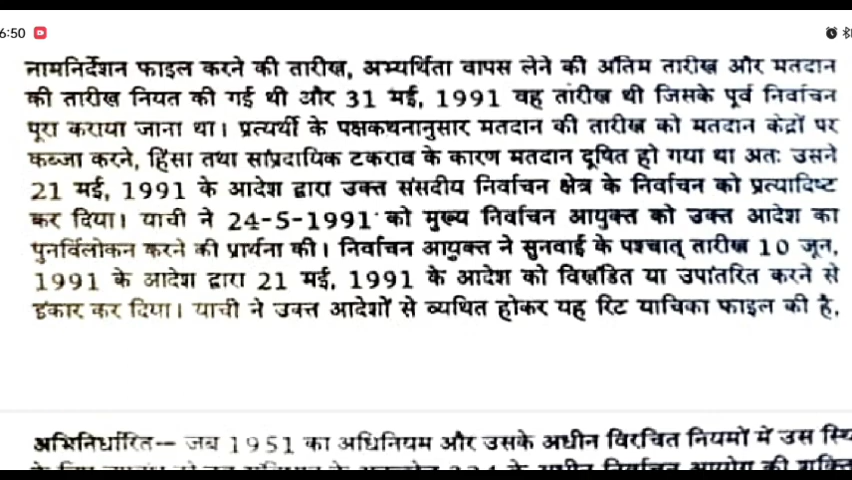 6:50
नामनिर्देशन फाइल करने की तारीख, अभ्यर्थिता वापस लेने की अंतिम तारीख और मतदान
की तारीख नियत की गई थी और 31 मई, 1991 वह तारीख थी जिसके पूर्व निर्वाचन
पूरा कराया जाना था। प्रत्यर्थी के पक्षकथनानुसार मतदान की तारीख को मतदान केंद्रों पर
कब्जा करने, हिंसा तथा सांप्रदायिक टकराव के कारण मतदान दूषित हो गया था अतः उसने
21 मई, 1991 के आदेश द्वारा उक्त संसदीय निर्वाचन क्षेत्र के निर्वाचन को प्रत्यादिष्ट
कर दिया। याची ने 24-5-1991 को मुख्य निर्वाचन आयुक्त को उक्त आदेश का
पुनर्विलोकन करने की प्रार्थना की। निर्वाचन आयुक्त ने सुनवाई के पश्चात् तारीख 10 जून,
1991 के आदेश द्वारा 21 मई, 1991 के आदेश को विखंडित या उपांतरित करने से
इंकार कर दिया। याची ने उक्त आदेशों से व्यथित होकर यह रिट याचिका फाइल की है,
अभिनिर्धारित-- जब 1951 का अधिनियम और उसके अधीन विरचित नियमों में उस